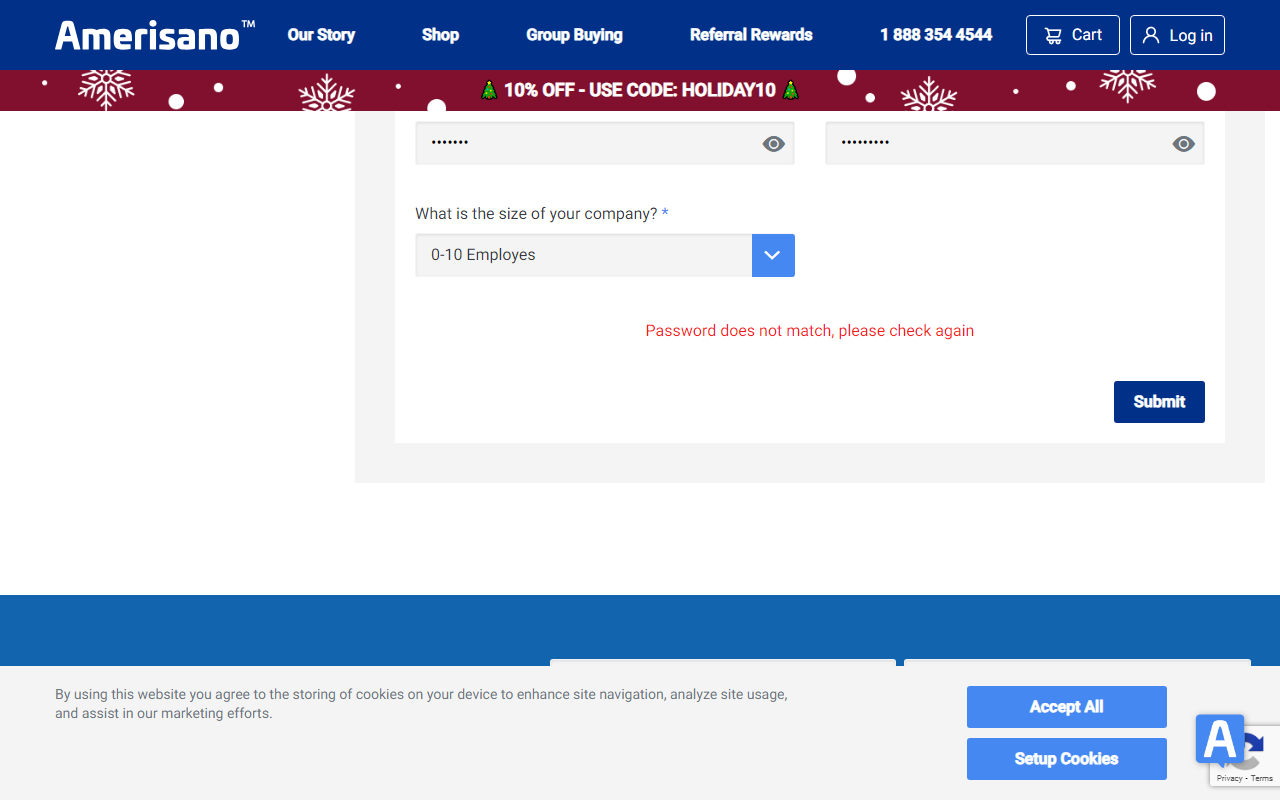 Amerisano™
Our Story
Shop
Group Buying
Referral Rewards
1 888 354 4544
Cart
Log in
10% OFF - USE CODE: HOLIDAY10
•••••••
•••••••••
What is the size of your company? *
0-10 Employes
Password does not match, please check again
Submit
By using this website you agree to the storing of cookies on your device to enhance site navigation, analyze site usage,
and assist in our marketing efforts.
Accept All
Setup Cookies
A
Privacy - Terms